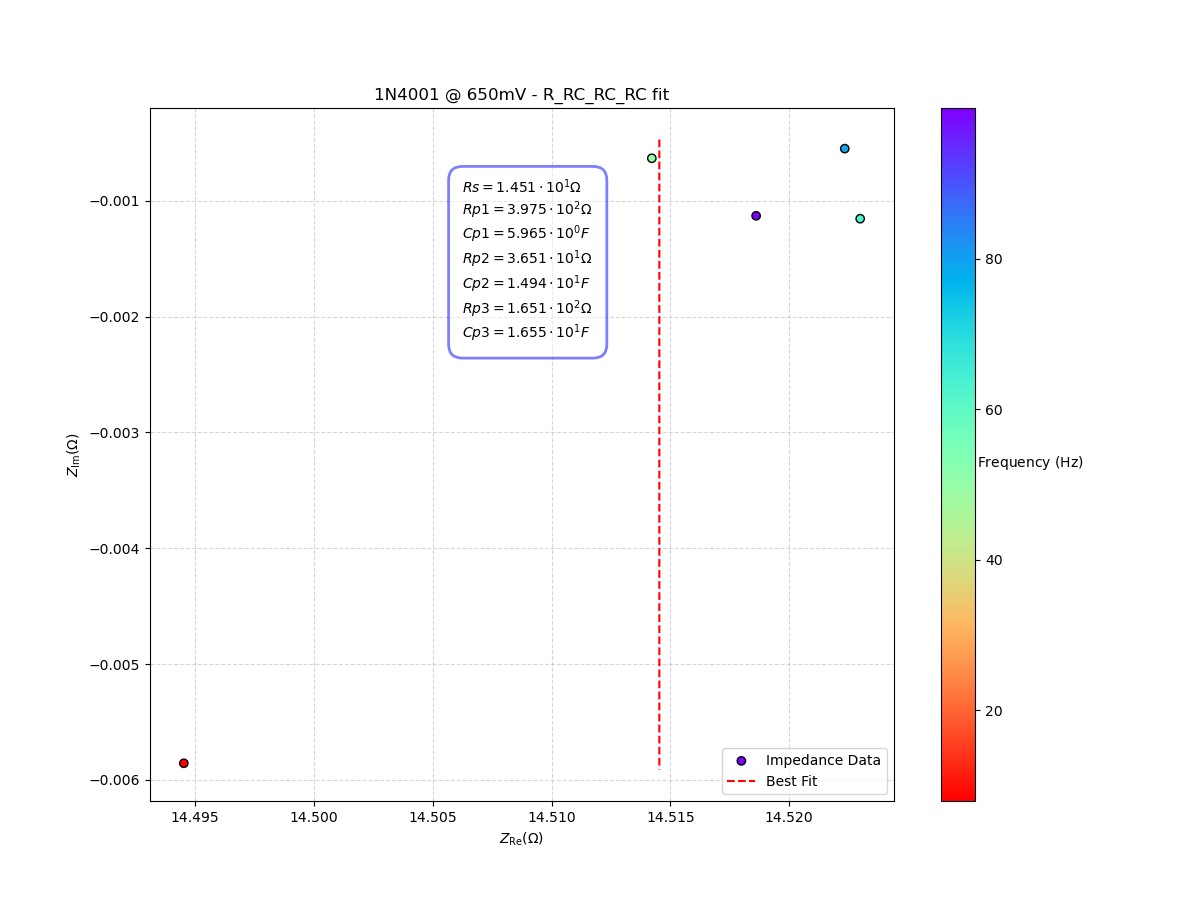 1N4001 @ 650mV - R_RC_RC_RC fit
Rs = 1.451 · 10¹Ω
Rp1 = 3.975 · 10²Ω
Cp1 = 5.965 · 10⁰F
Rp2 = 3.651 · 10¹Ω
Cp2 = 1.494 · 10¹F
Rp3 = 1.651 · 10²Ω
Cp3 = 1.655 · 10¹F
−0.001
−0.002
−0.003
−0.004
−0.005
−0.006
Z_Im(Ω)
14.495 14.500 14.505 14.510 14.515 14.520
Z_Re(Ω)
Impedance Data
Best Fit
80
60
40
20
Frequency (Hz)